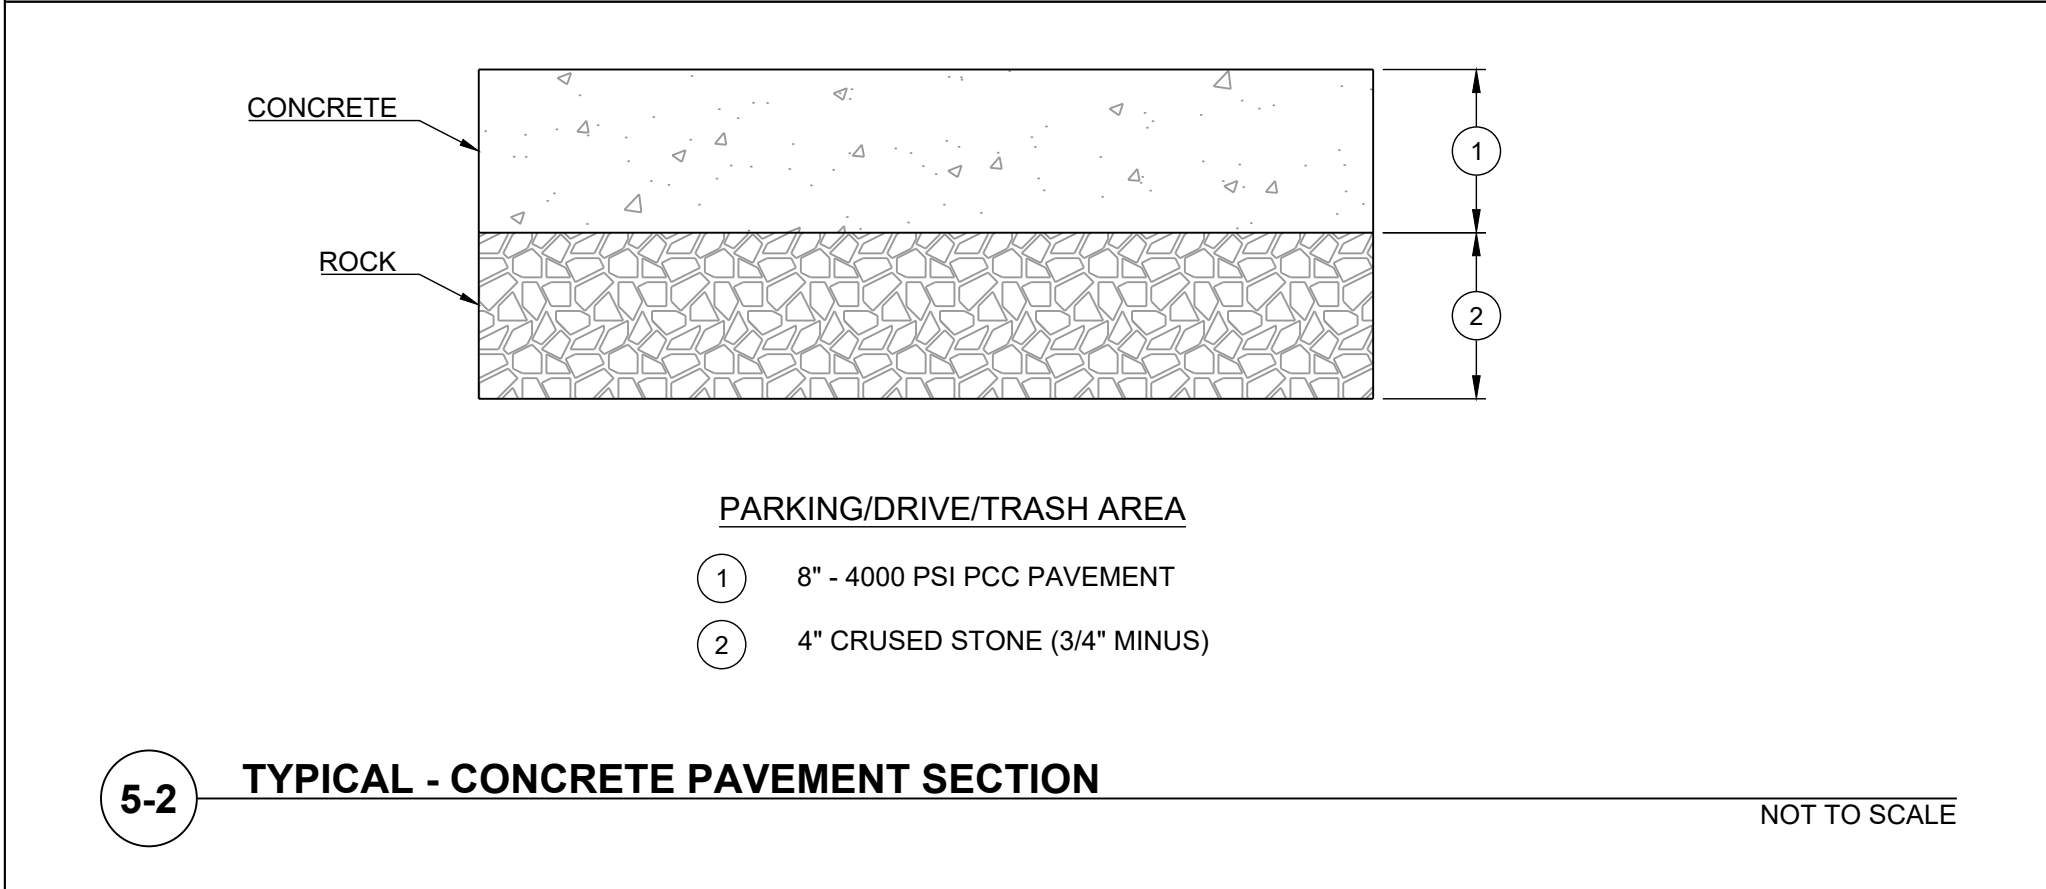 CONCRETE
1
ROCK
2
PARKING/DRIVE/TRASH AREA
1 8" - 4000 PSI PCC PAVEMENT
2 4" CRUSED STONE (3/4" MINUS)
5-2 TYPICAL - CONCRETE PAVEMENT SECTION
NOT TO SCALE